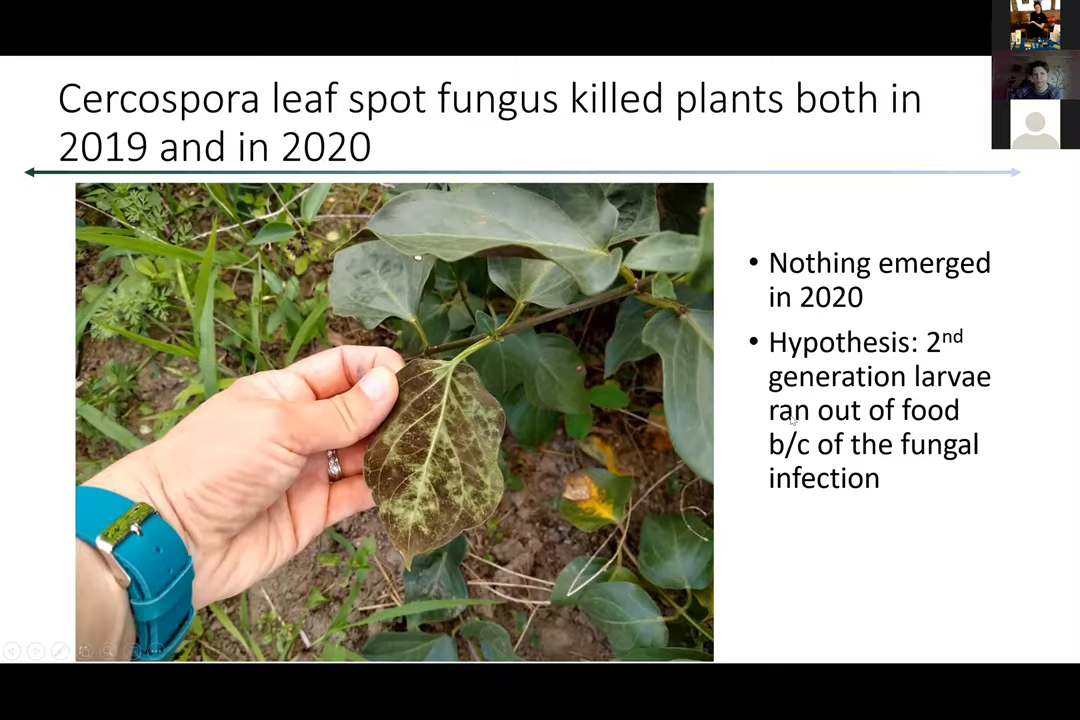 Cercospora leaf spot fungus killed plants both in
2019 and in 2020
• Nothing emerged
in 2020
• Hypothesis: 2nd
generation larvae
ran out of food
b/c of the fungal
infection